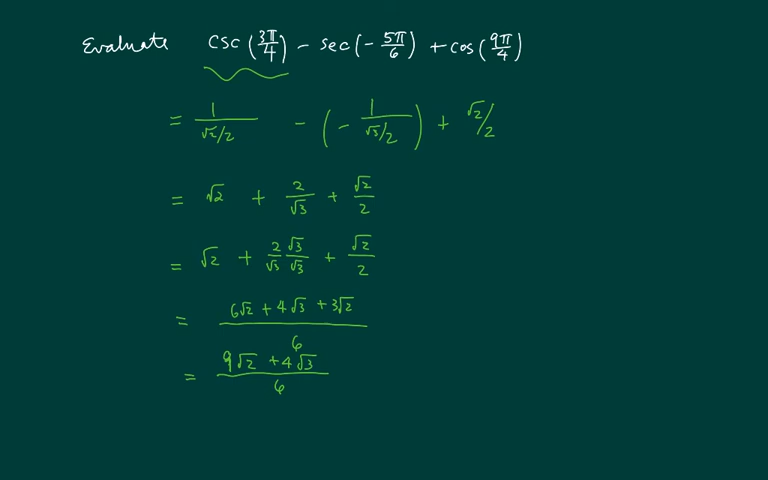 Evaluate csc(3π/4) - sec(-5π/6) + cos(9π/4)
= 1/(√2/2) - (- 1/(√3/2)) + √2/2
= √2 + 2/√3 + √2/2
= √2 + 2/√3 √3/√3 + √2/2
= (6√2 + 4√3 + 3√2)/6
= (9√2 + 4√3)/6